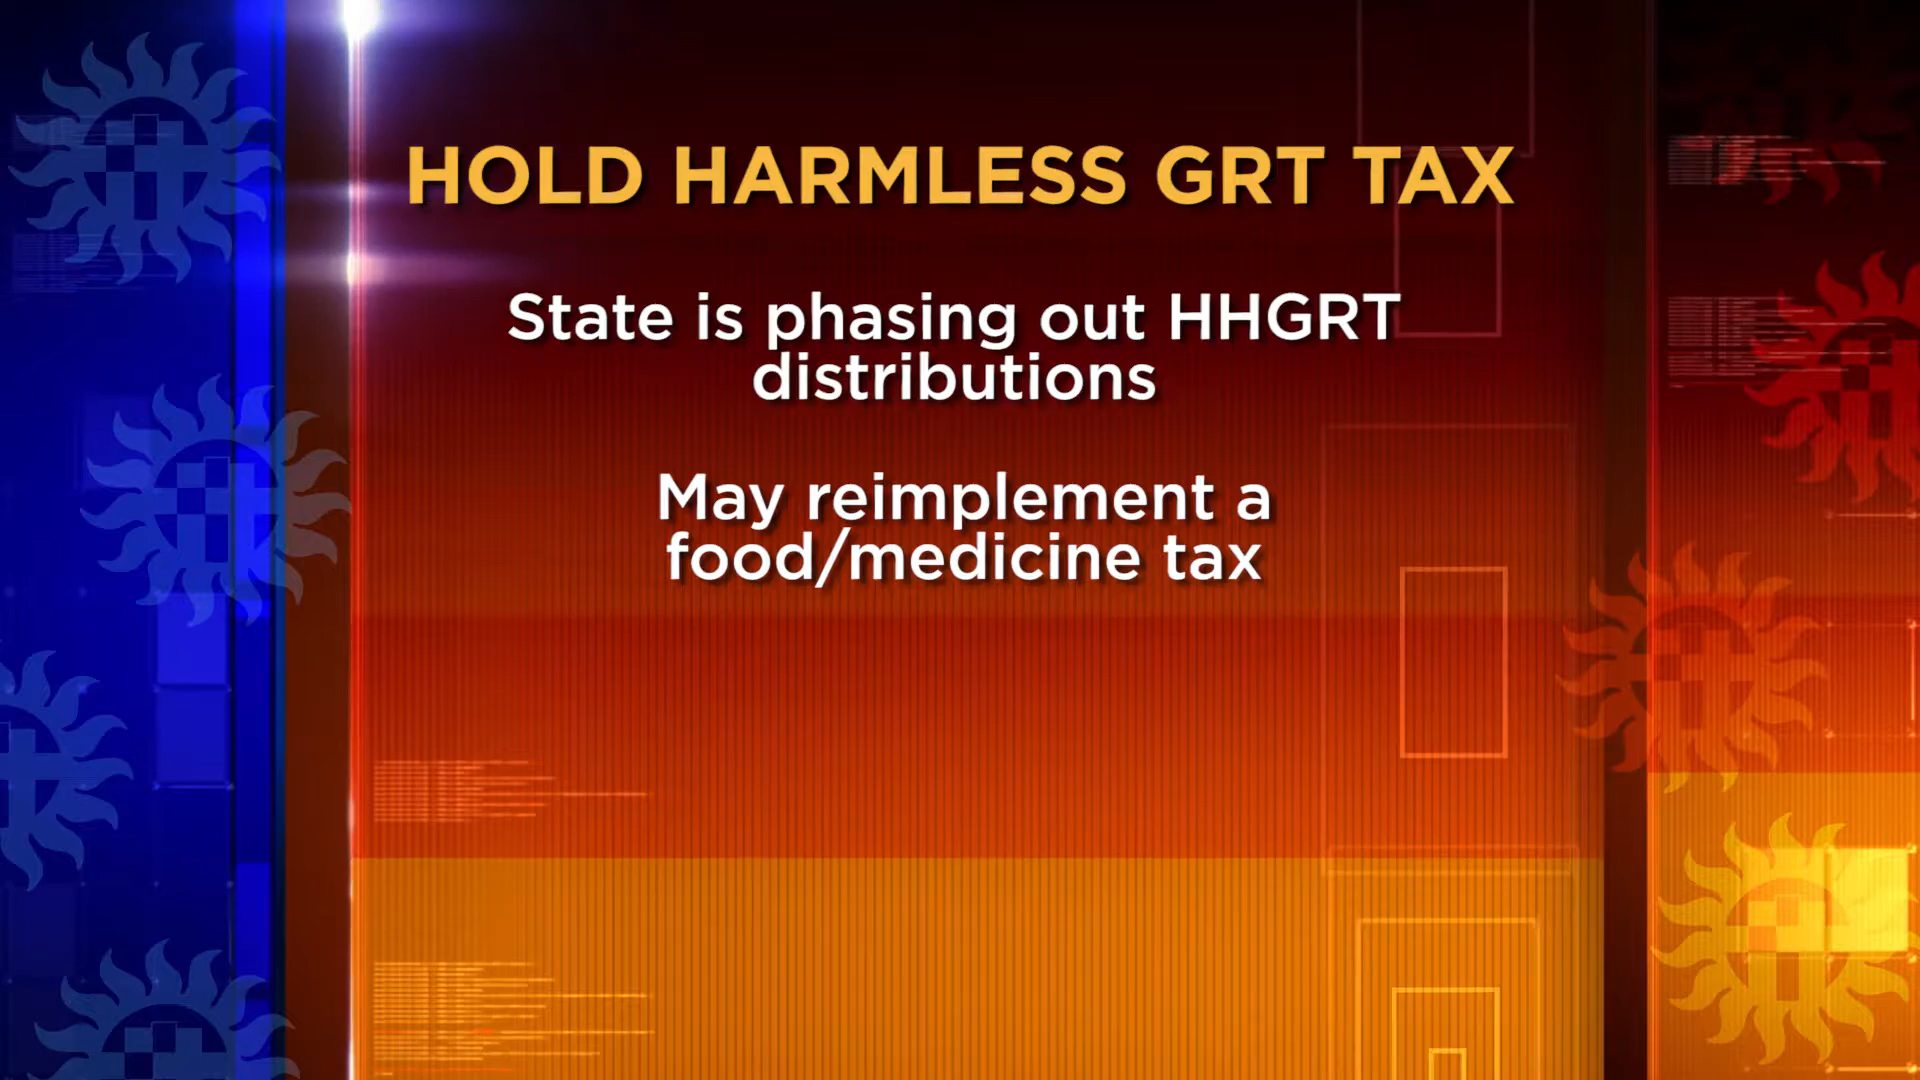 HOLD HARMLESS GRT TAX
State is phasing out HHGRT
distributions
May reimplement a
food/medicine tax